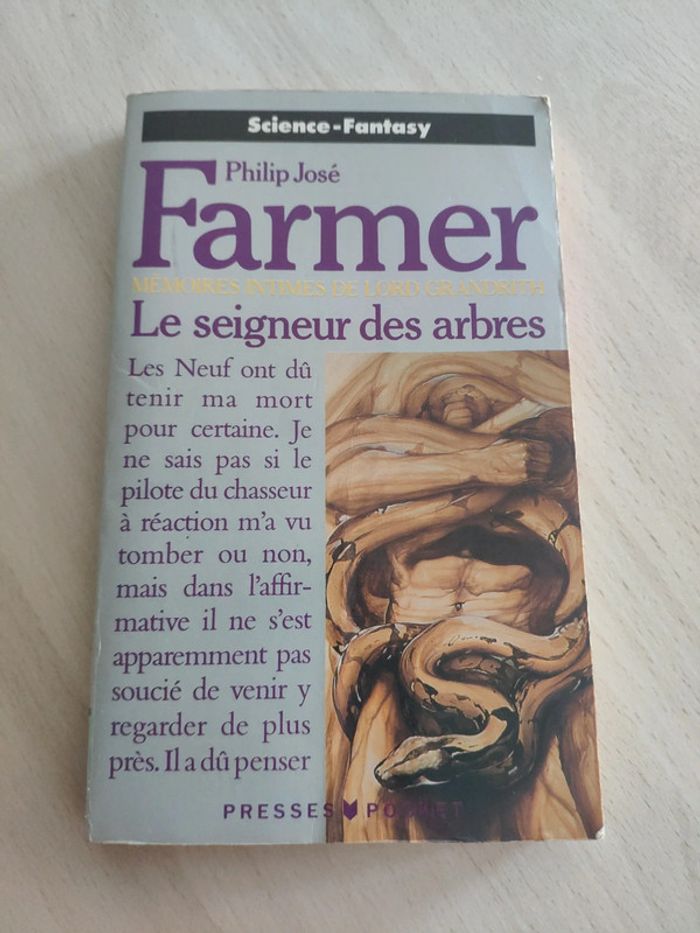 Science-Fantasy
Philip José
Farmer
MÉMOIRES INTIMES DE LORD GRANDRITH
Le seigneur des arbres
Les Neuf ont dû
tenir ma mort
pour certaine. Je
ne sais pas si le
pilote du chasseur
à réaction m'a vu
tomber ou non,
mais dans l'affir-
mative il ne s'est
apparemment pas
soucié de venir y
regarder de plus
près. Il a dû penser
PRESSES POCKET